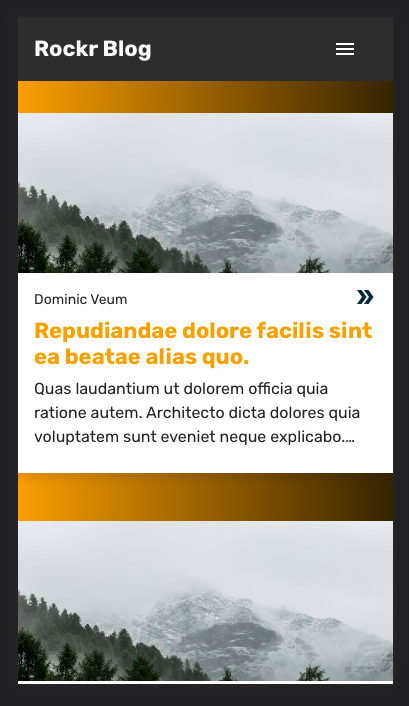 Rockr Blog
Dominic Veum
Repudiandae dolore facilis sint
ea beatae alias quo.
Quas laudantium ut dolorem officia quia
ratione autem. Architecto dicta dolores quia
voluptatem sunt eveniet neque explicabo....